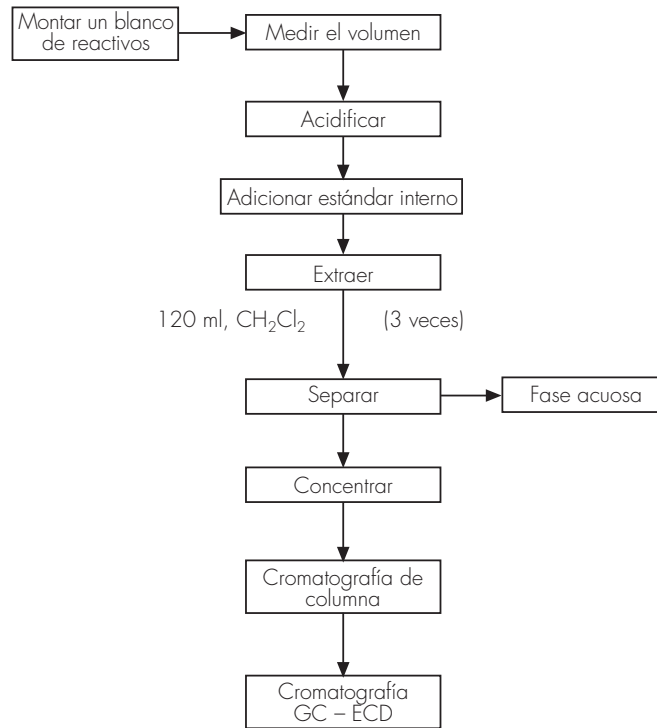 Montar un blanco
de reactivos
Medir el volumen
Acidificar
Adicionar estándar interno
Extraer
120 ml, CH₂Cl₂ (3 veces)
Separar
Fase acuosa
Concentrar
Cromatografía de
columna
Cromatografía
GC – ECD